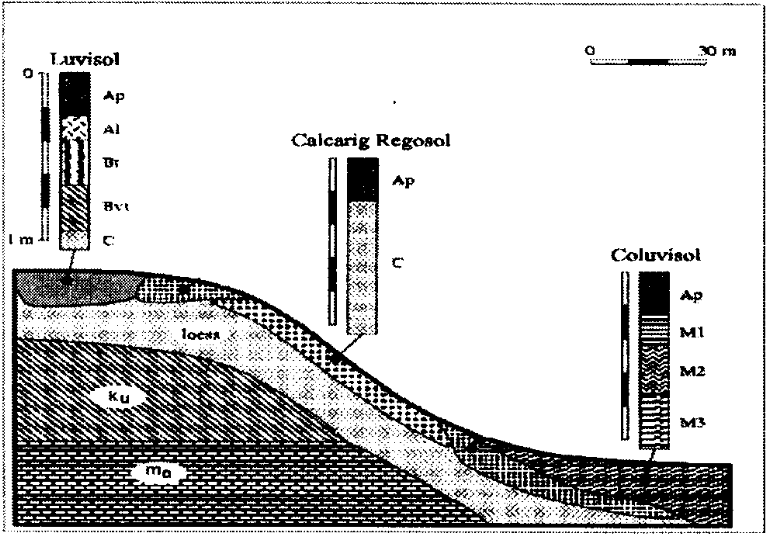 Luvisol
0
Ap
Al
Bt
Bvt
C
1 m
0 30 m
Calcarig Regosol
Ap
C
Coluvisol
Ap
M1
M2
M3
loess
ku
mo